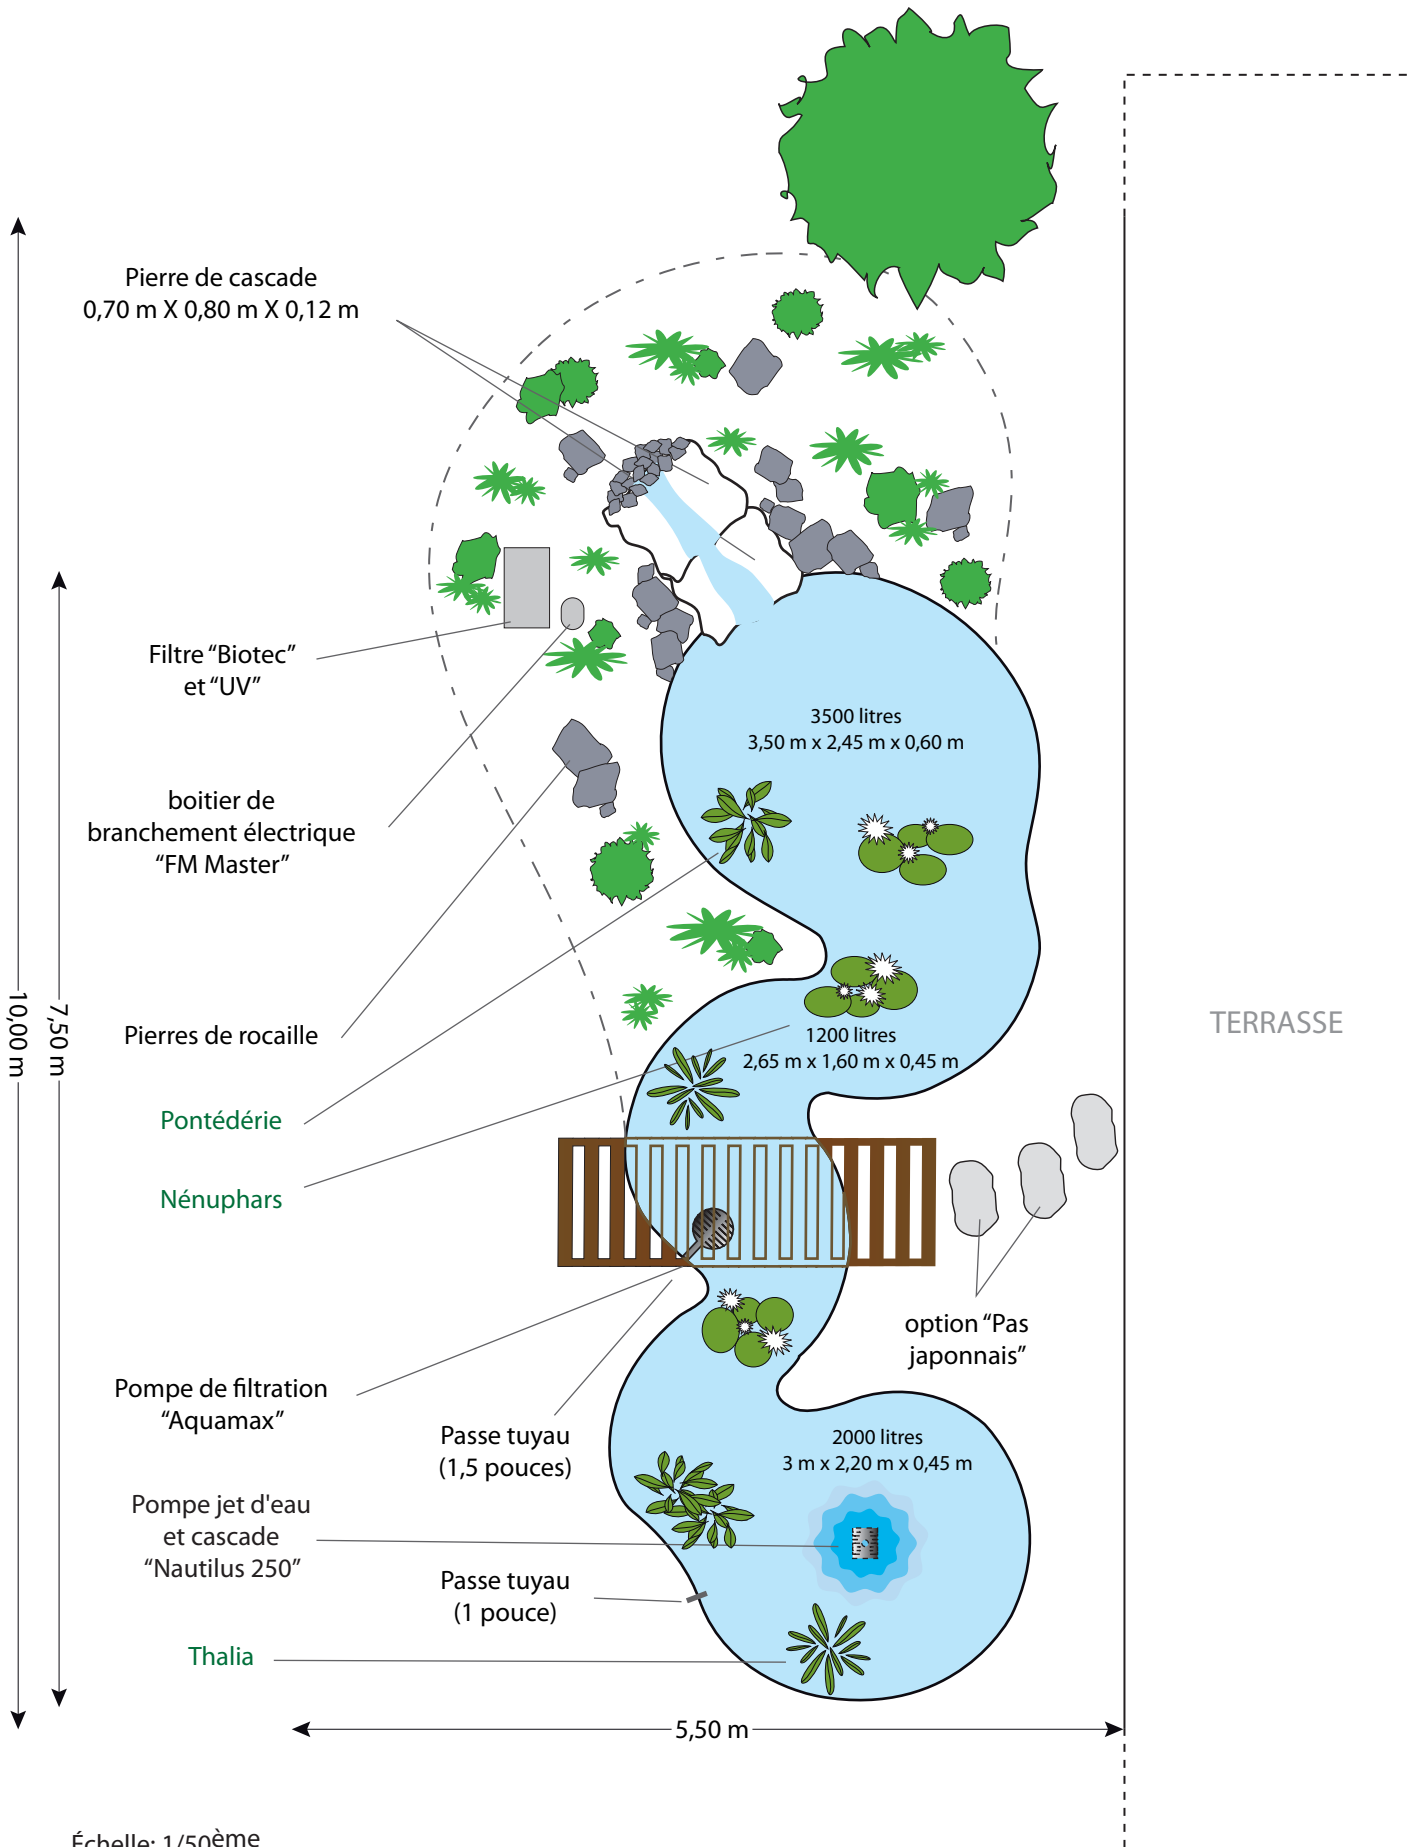 Pierre de cascade
0,70 m X 0,80 m X 0,12 m
Filtre “Biotec”
et “UV”
3500 litres
3,50 m x 2,45 m x 0,60 m
boitier de
branchement électrique
“FM Master”
10,00 m
7,50 m
Pierres de rocaille
TERRASSE
1200 litres
2,65 m x 1,60 m x 0,45 m
Pontédérie
Nénuphars
option “Pas
japonnais”
Pompe de filtration
“Aquamax”
Passe tuyau
(1,5 pouces)
2000 litres
3 m x 2,20 m x 0,45 m
Pompe jet d'eau
et cascade
“Nautilus 250”
Passe tuyau
(1 pouce)
Thalia
5,50 m
Échelle: 1/50ème